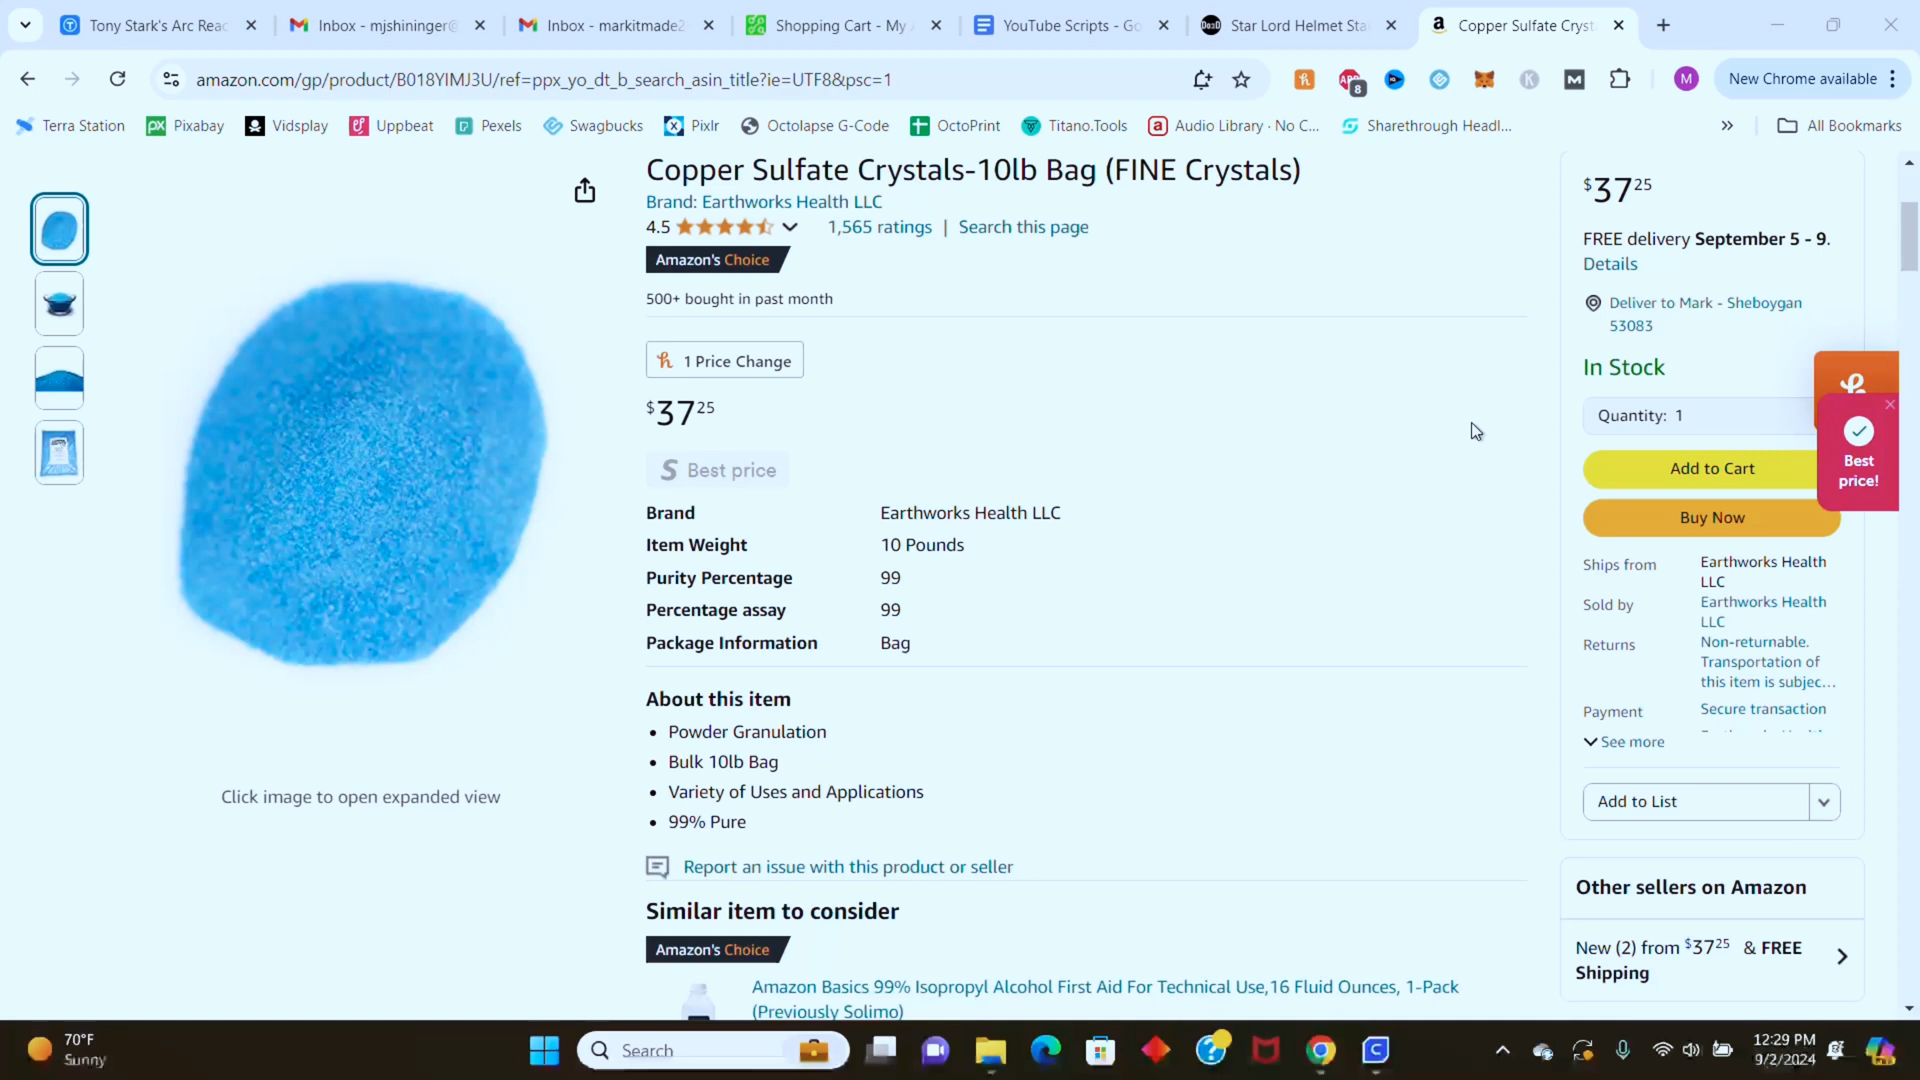 Tony Stark's Arc Reac
Inbox - mjshininger@
Inbox - markitmade2
Shopping Cart - My
YouTube Scripts - Go
Star Lord Helmet Sta
Copper Sulfate Cryst
amazon.com/gp/product/B018YIMJ3U/ref=ppx_yo_dt_b_search_asin_title?ie=UTF8&psc=1
8
M
New Chrome available
Terra Station
Pixabay
Vidsply
Uppbeat
Pexels
Swagbucks
Pixlr
Octolapse G-Code
OctoPrint
Titano.Tools
Audio Library · No C...
Sharethrough Headl...
All Bookmarks
Copper Sulfate Crystals-10lb Bag (FINE Crystals)
Brand: Earthworks Health LLC
4.5
1,565 ratings | Search this page
Amazon's Choice
500+ bought in past month
1 Price Change
$37 25
S Best price
Brand Earthworks Health LLC
Item Weight 10 Pounds
Purity Percentage 99
Percentage assay 99
Package Information Bag
About this item
• Powder Granulation
• Bulk 10lb Bag
• Variety of Uses and Applications
• 99% Pure
Report an issue with this product or seller
Similar item to consider
Amazon's Choice
Amazon Basics 99% Isopropyl Alcohol First Aid For Technical Use,16 Fluid Ounces, 1-Pack
(Previously Solimo)
Click image to open expanded view
$37 25
FREE delivery September 5 - 9.
Details
Deliver to Mark - Sheboygan
53083
In Stock
Quantity: 1
Add to Cart
Best
price!
Buy Now
Ships from Earthworks Health
LLC
Sold by Earthworks Health
LLC
Returns Non-returnable.
Transportation of
this item is subjec...
Payment Secure transaction
See more
Add to List
Other sellers on Amazon
New (2) from $37 25 & FREE
Shipping
70°F
Sunny
Search
12:29 PM
9/2/2024